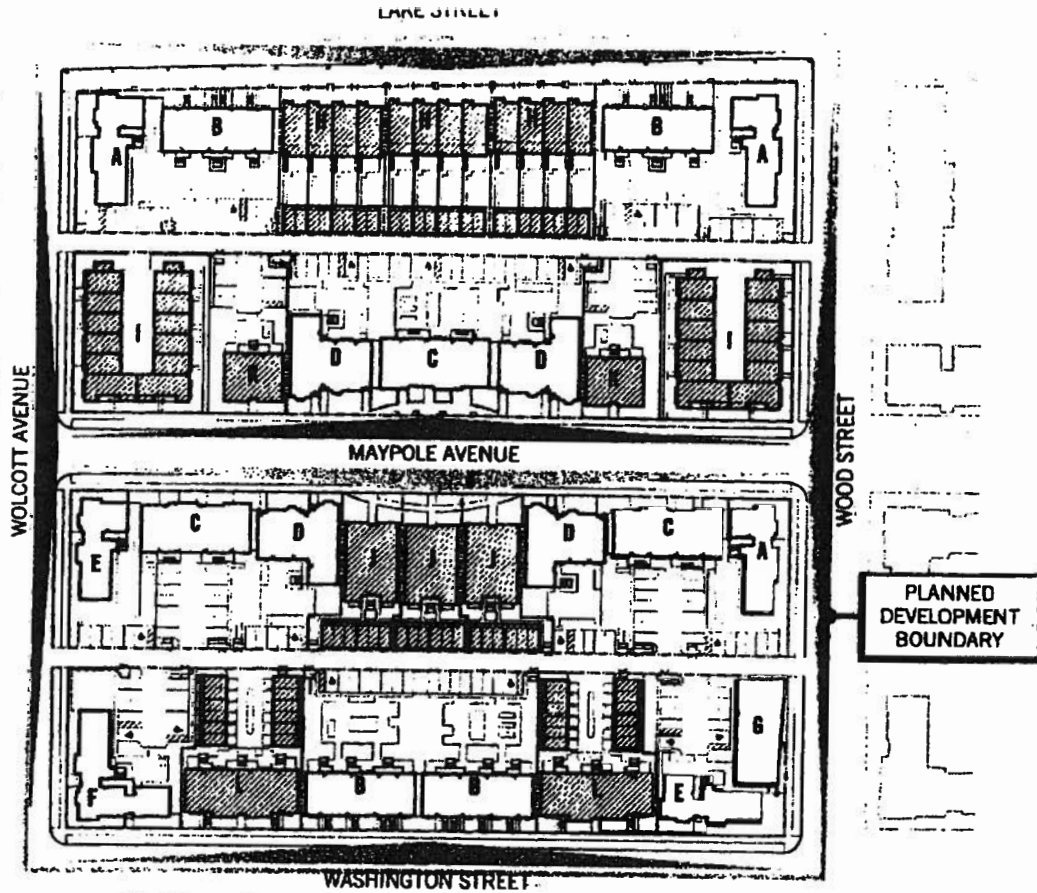 LAKE STREET
A
B
H
H
H
B
A
I
K
D
C
D
K
I
WOLCOTT AVENUE
MAYPOLE AVENUE
WOOD STREET
E
C
D
J
J
J
D
C
A
PLANNED
DEVELOPMENT
BOUNDARY
F
L
B
B
L
E
G
WASHINGTON STREET